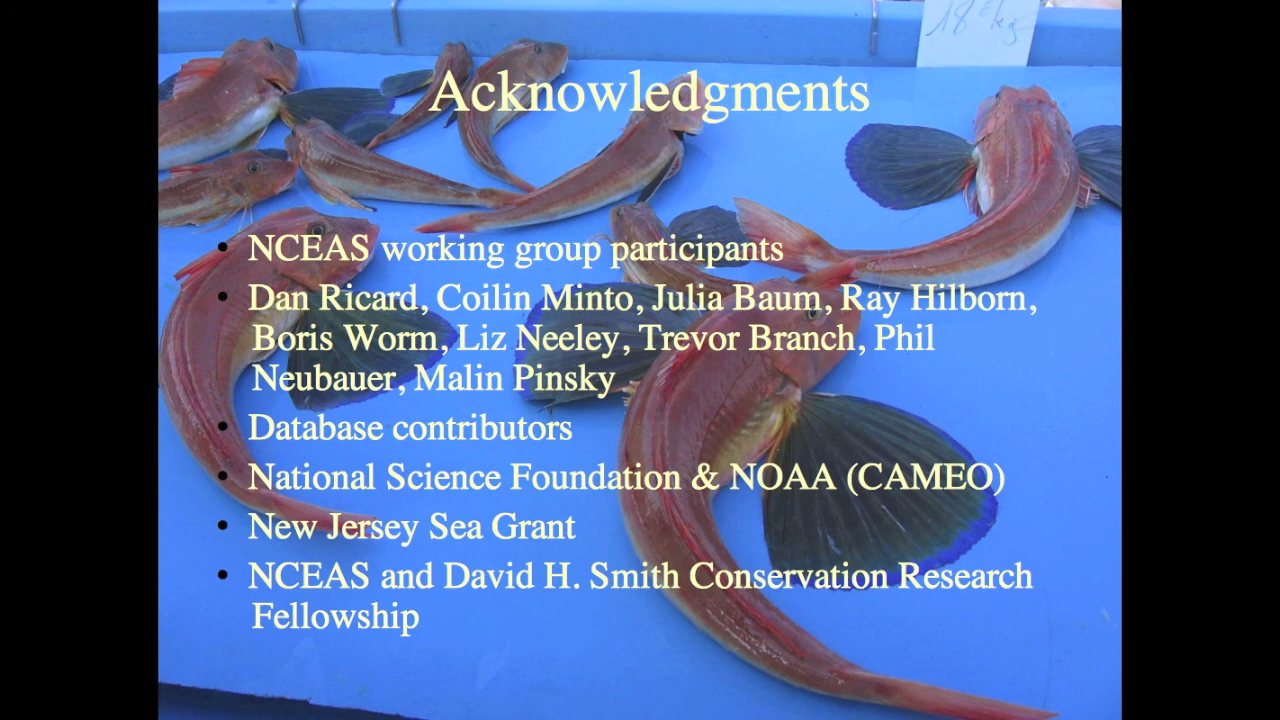 18 €/kg
Acknowledgments
• NCEAS working group participants
• Dan Ricard, Coilin Minto, Julia Baum, Ray Hilborn,
Boris Worm, Liz Neeley, Trevor Branch, Phil
Neubauer, Malin Pinsky
• Database contributors
• National Science Foundation & NOAA (CAMEO)
• New Jersey Sea Grant
• NCEAS and David H. Smith Conservation Research
Fellowship